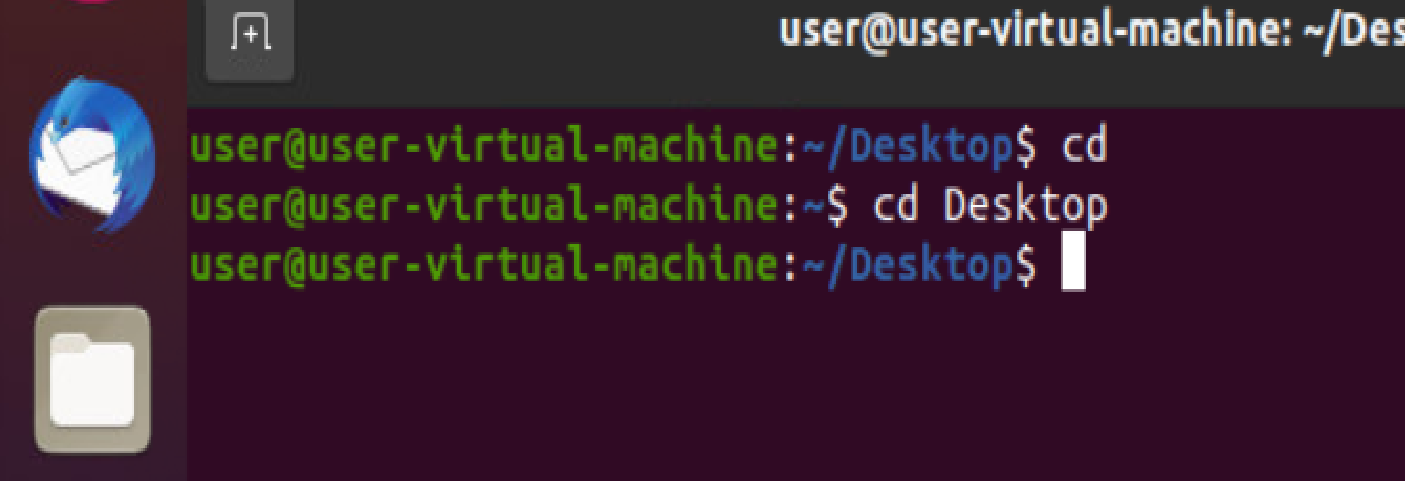 user@user-virtual-machine: ~/Des
user@user-virtual-machine:~/Desktop$ cd
user@user-virtual-machine:~$ cd Desktop
user@user-virtual-machine:~/Desktop$